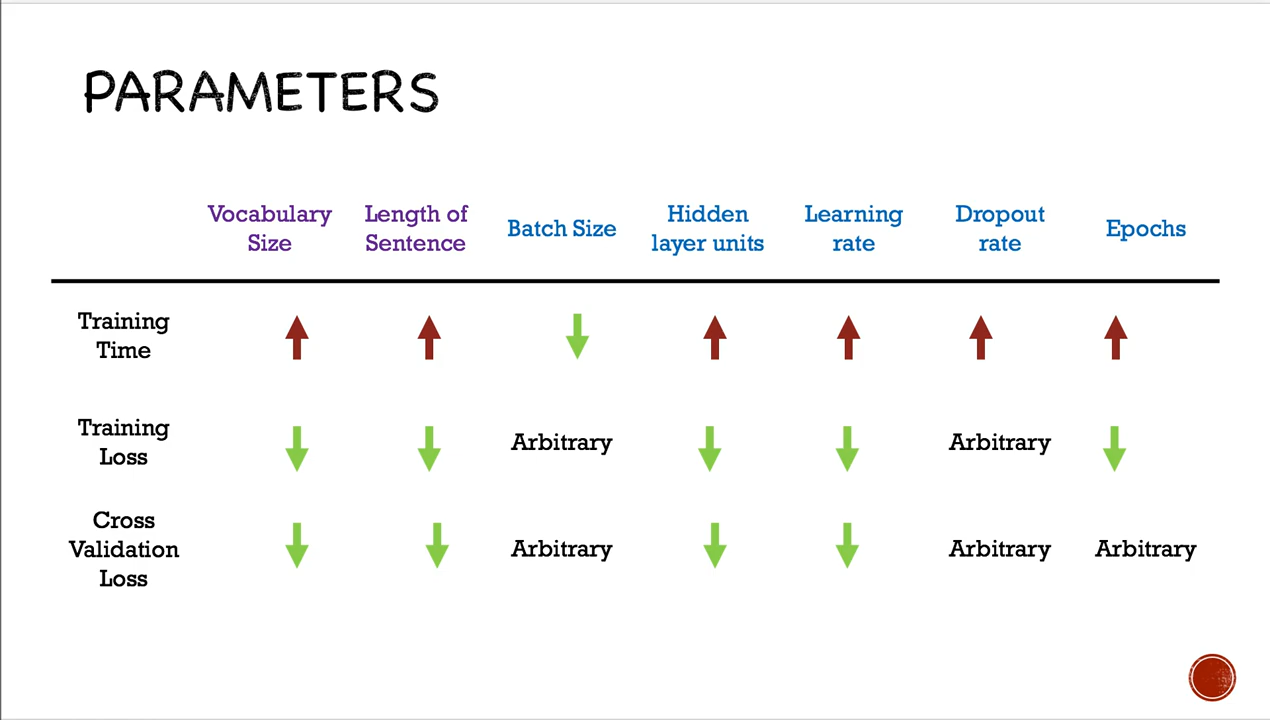 PARAMETERS
Vocabulary
Size
Length of
Sentence
Batch Size
Hidden
layer units
Learning
rate
Dropout
rate
Epochs
Training
Time
Training
Loss
Arbitrary
Arbitrary
Cross
Validation
Loss
Arbitrary
Arbitrary
Arbitrary